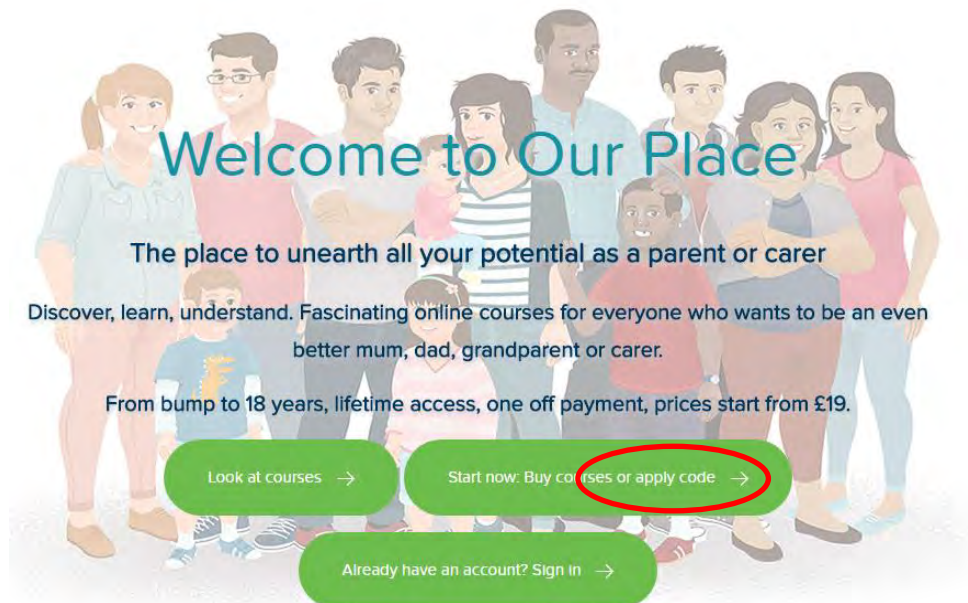 Welcome to Our Place
The place to unearth all your potential as a parent or carer
Discover, learn, understand. Fascinating online courses for everyone who wants to be an even
better mum, dad, grandparent or carer.
From bump to 18 years, lifetime access, one off payment, prices start from £19.
Look at courses →
Start now: Buy courses or apply code →
Already have an account? Sign in →